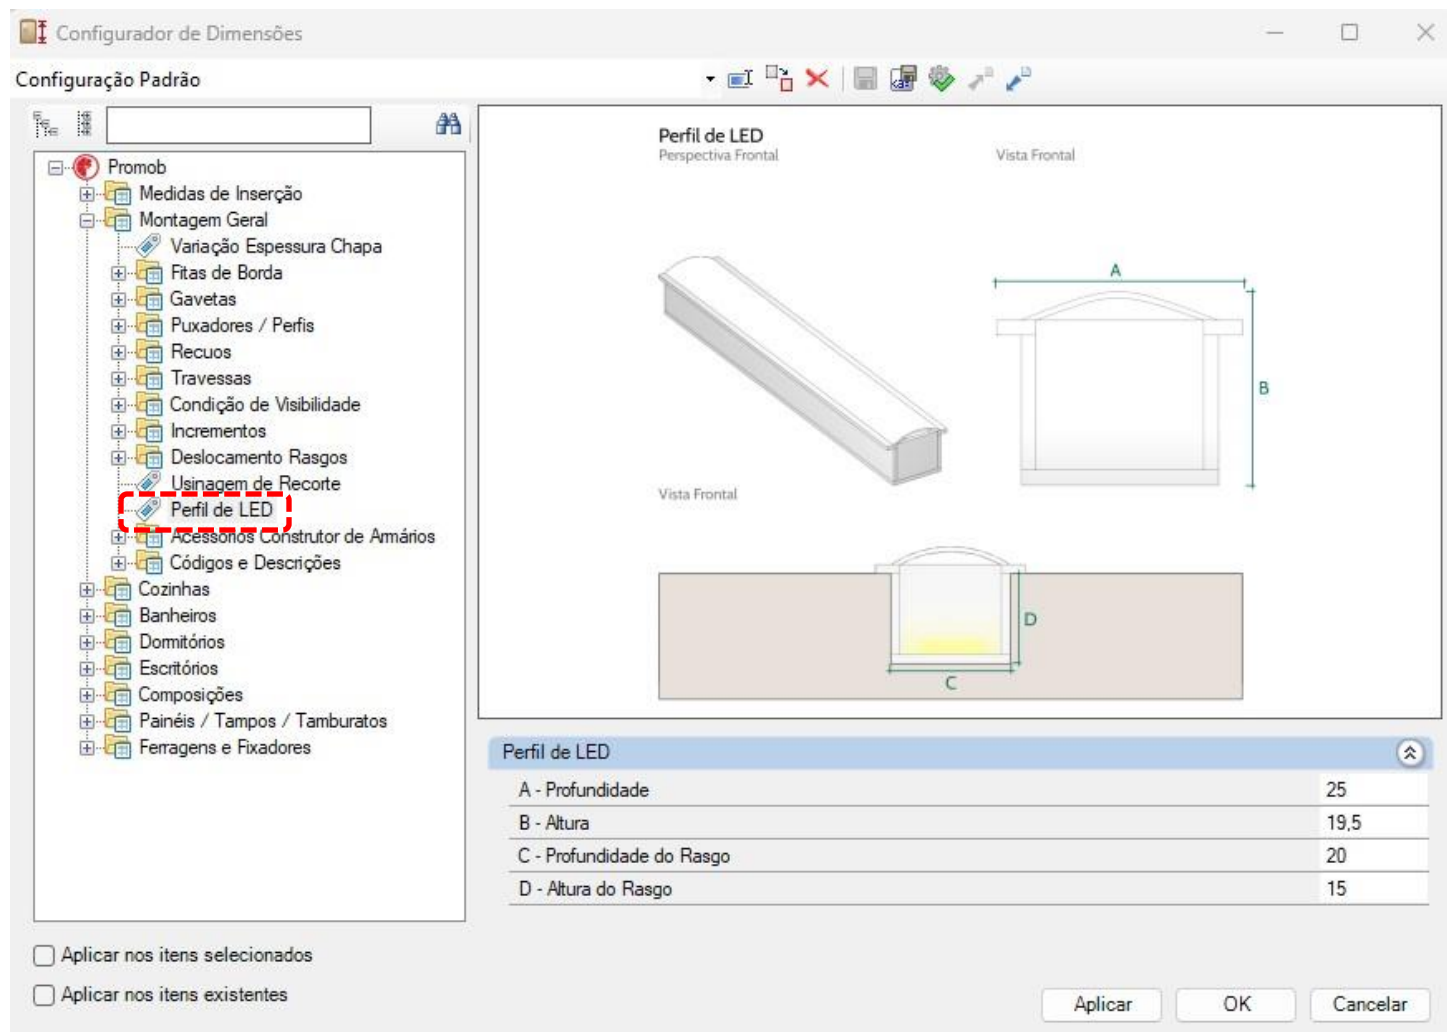 Configurador de Dimensões
Configuração Padrão
Promob
Medidas de Inserção
Montagem Geral
Variação Espessura Chapa
Fitas de Borda
Gavetas
Puxadores / Perfis
Recuos
Travessas
Condição de Visibilidade
Incrementos
Deslocamento Rasgos
Usinagem de Recorte
Perfil de LED
Acessórios Construtor de Armários
Códigos e Descrições
Cozinhas
Banheiros
Dormitórios
Escritórios
Composições
Painéis / Tampos / Tamburatos
Ferragens e Fixadores
Perfil de LED
Perspectiva Frontal
Vista Frontal
A
B
Vista Frontal
D
C
Perfil de LED
A - Profundidade 25
B - Altura 19,5
C - Profundidade do Rasgo 20
D - Altura do Rasgo 15
Aplicar nos itens selecionados
Aplicar nos itens existentes
Aplicar OK Cancelar